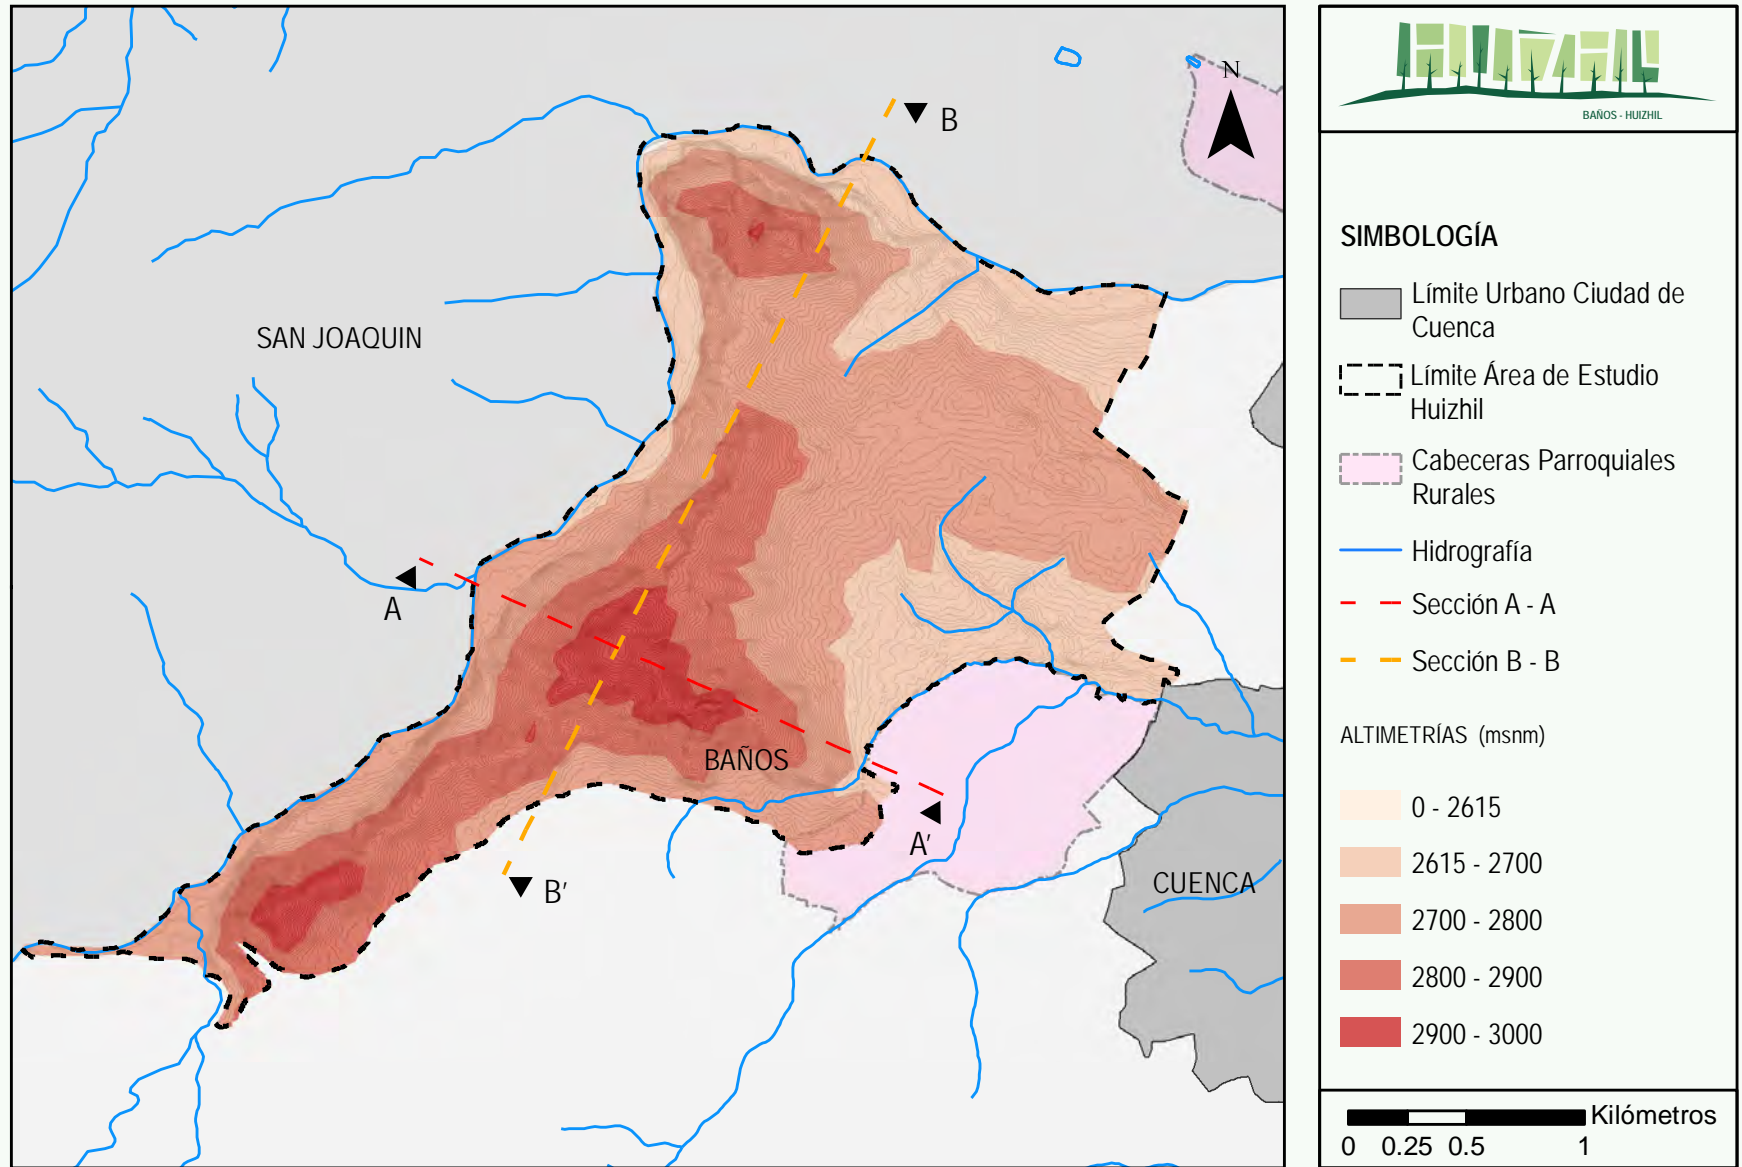 B
N
SAN JOAQUIN
A
BAÑOS
A'
B'
CUENCA
HUIZHIL
BAÑOS - HUIZHIL
SIMBOLOGÍA
Límite Urbano Ciudad de
Cuenca
Límite Área de Estudio
Huizhil
Cabeceras Parroquiales
Rurales
Hidrografía
Sección A - A
Sección B - B
ALTIMETRÍAS (msnm)
0 - 2615
2615 - 2700
2700 - 2800
2800 - 2900
2900 - 3000
Kilómetros
0 0.25 0.5 1